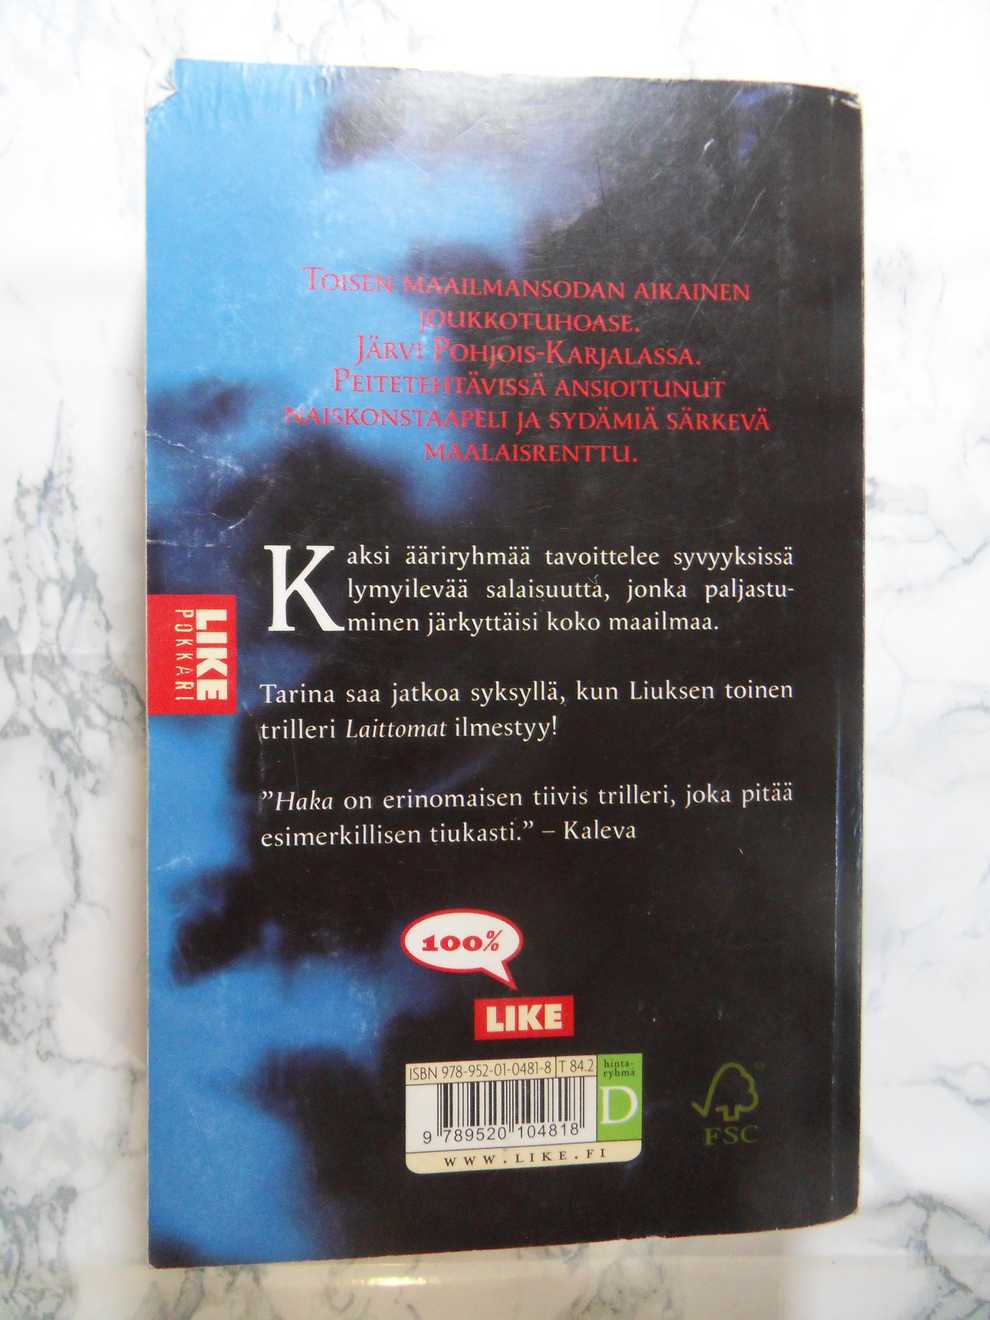 TOISEN MAAILMANSODAN AIKAINEN
JOUKKOTUHOASE.
JÄRVI POHJOIS-KARJALASSA.
PEITETEHTÄVISSÄ ANSIOITUNUT
NAISKONSTAAPELI JA SYDÄMIÄ SÄRKEVÄ
MAALAISRENTTU.
Kaksi ääriryhmää tavoittelee syvyyksissä
lymyilevää salaisuutta, jonka paljastu-
minen järkyttäisi koko maailmaa.
LIKE
POKKARI
Tarina saa jatkoa syksyllä, kun Liuksen toinen
trilleri Laittomat ilmestyy!
”Haka on erinomaisen tiivis trilleri, joka pitää
esimerkillisen tiukasti.” – Kaleva
100%
LIKE
ISBN 978-952-01-0481-8 T 84.2
hinta-
ryhmä
D
9 789520 104818
WWW.LIKE.FI
FSC